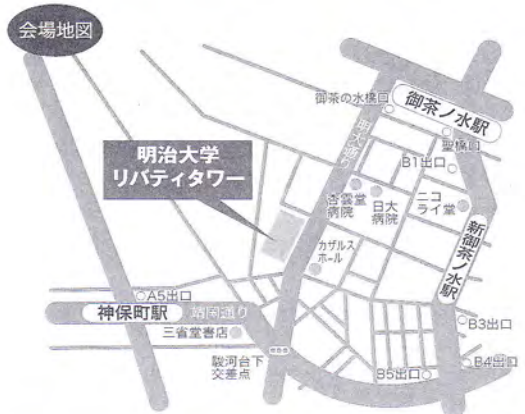 会場地図
御茶の水橋口
御茶ノ水駅
聖橋口
明大通り
B1出口
明治大学
リバティタワー
杏雲堂
病院
日大
病院
ニコ
ライ堂
カザルス
ホール
新御茶ノ水駅
A5出口
神保町駅
靖国通り
三省堂書店
B3出口
駿河台下
交差点
B5出口
B4出口